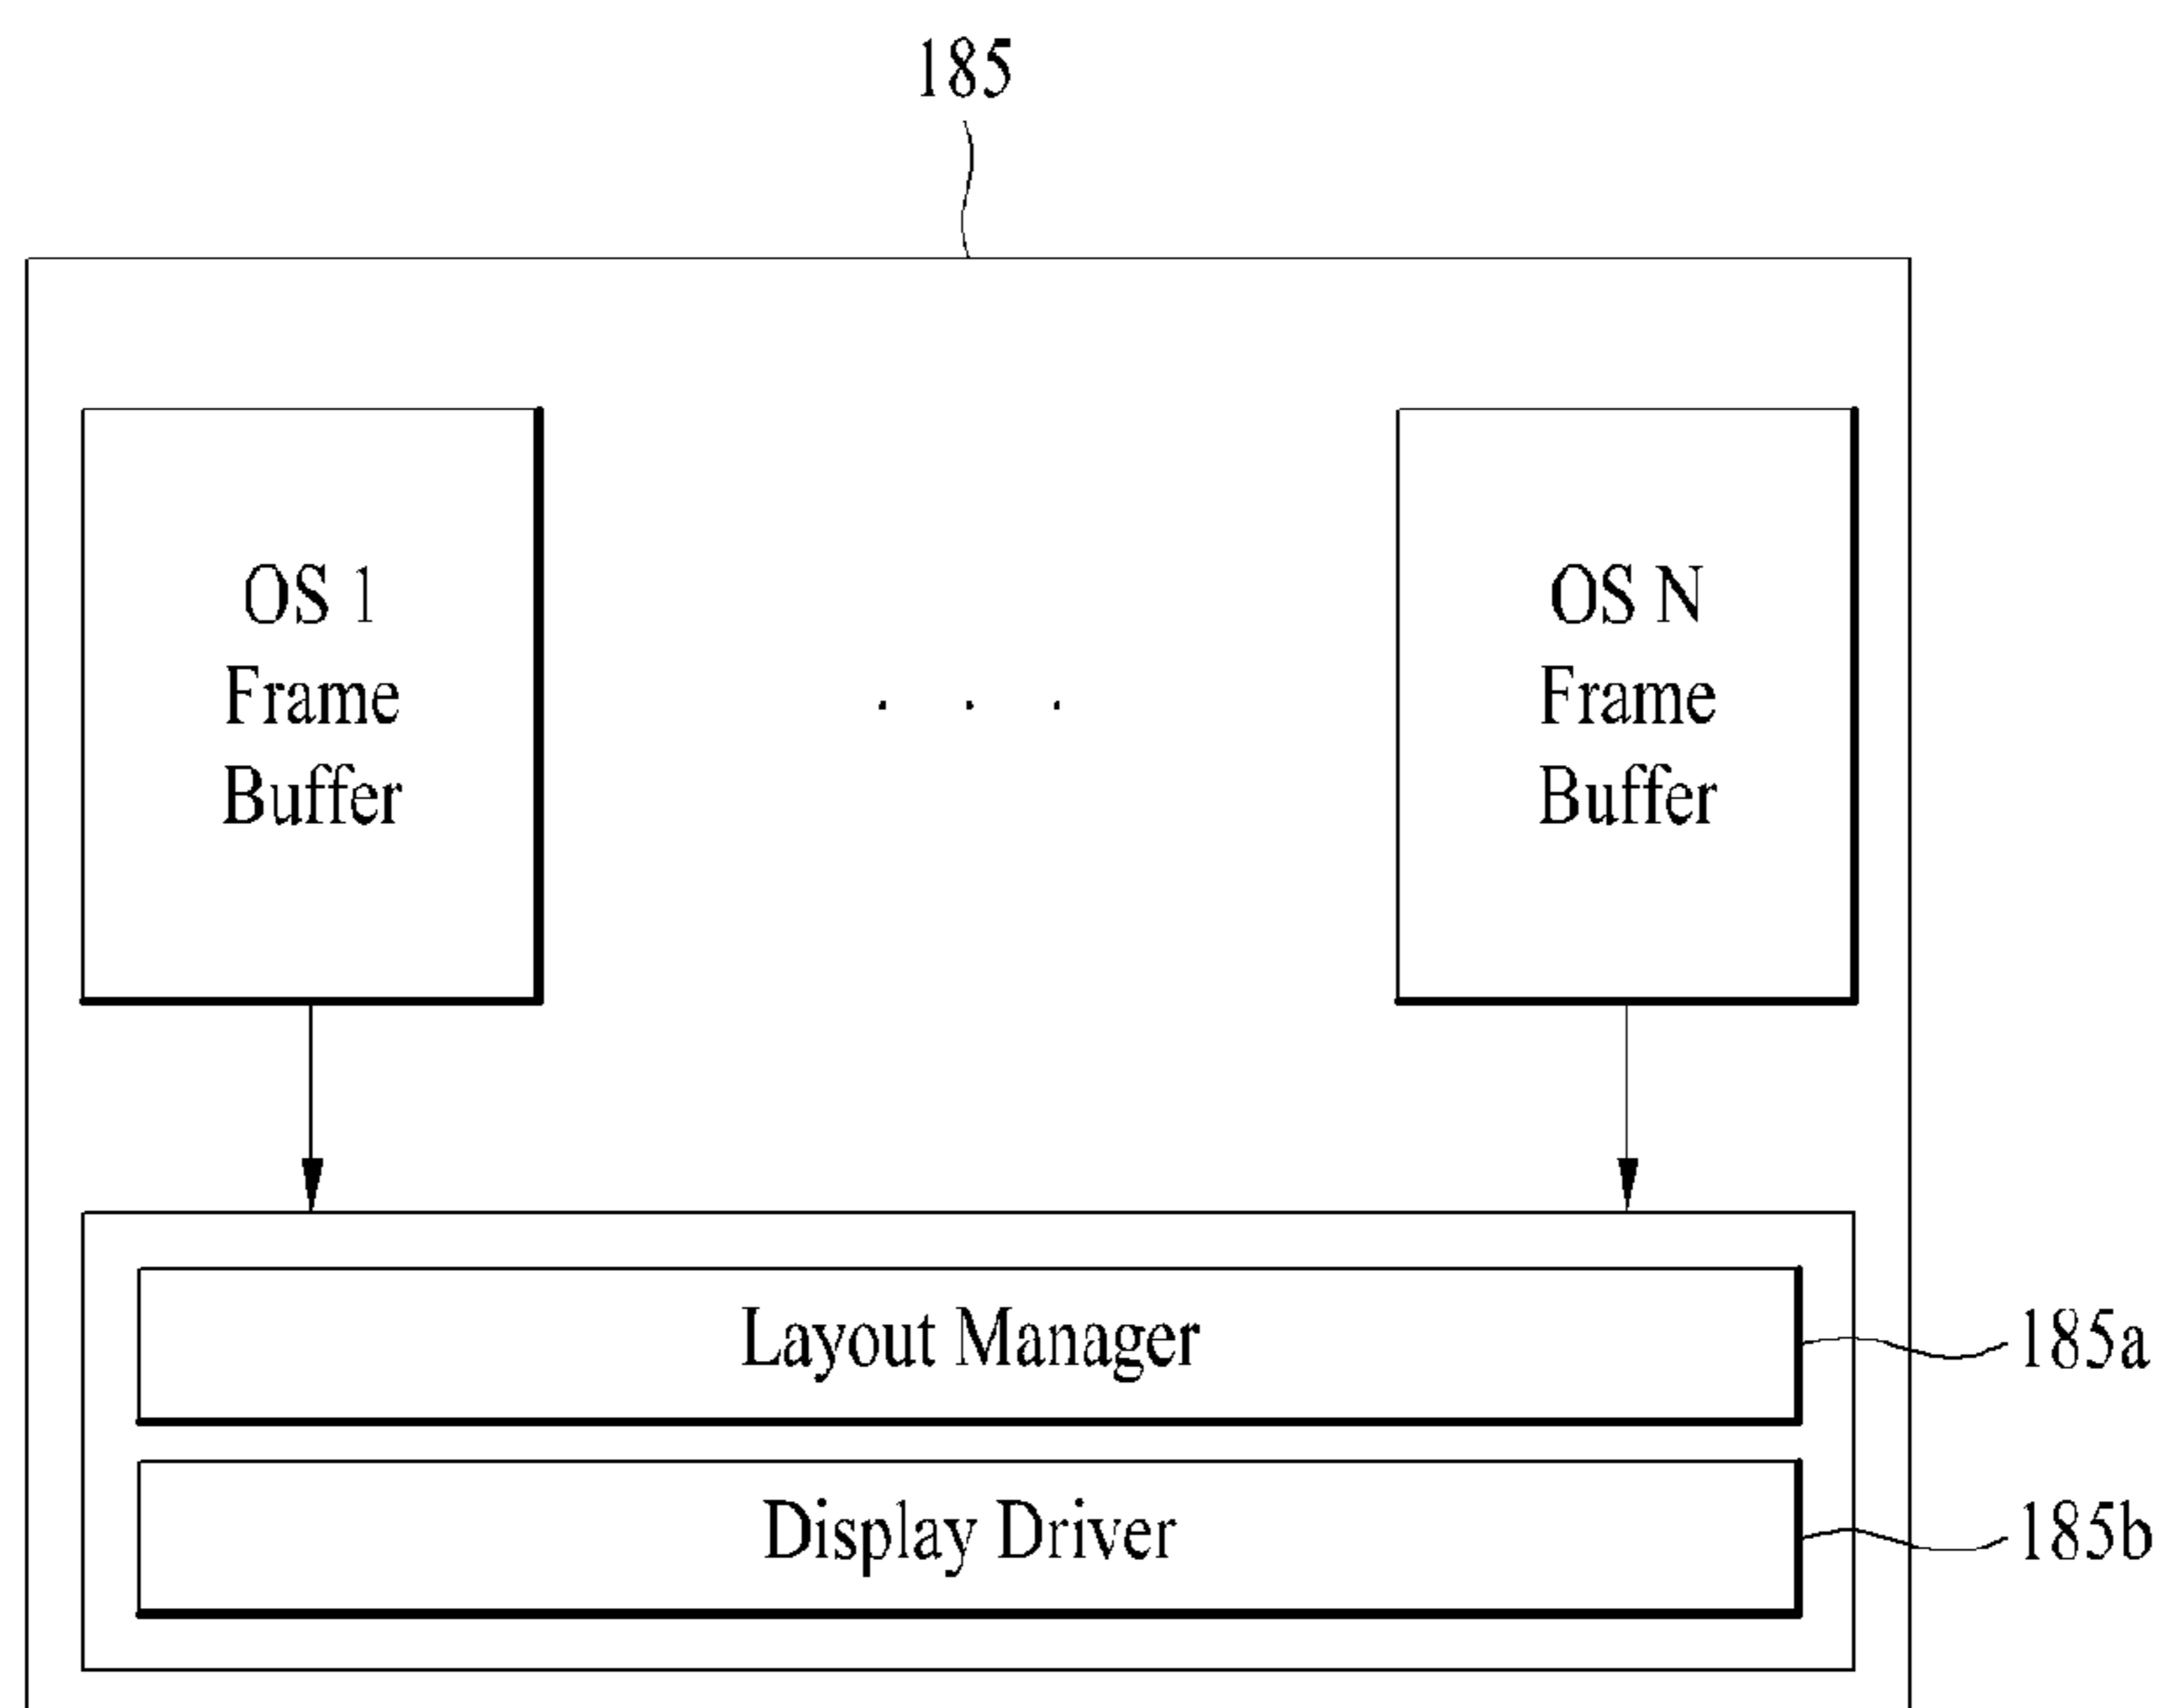 185
OS 1
Frame
Buffer
. . .
OS N
Frame
Buffer
Layout Manager
185a
Display Driver
185b